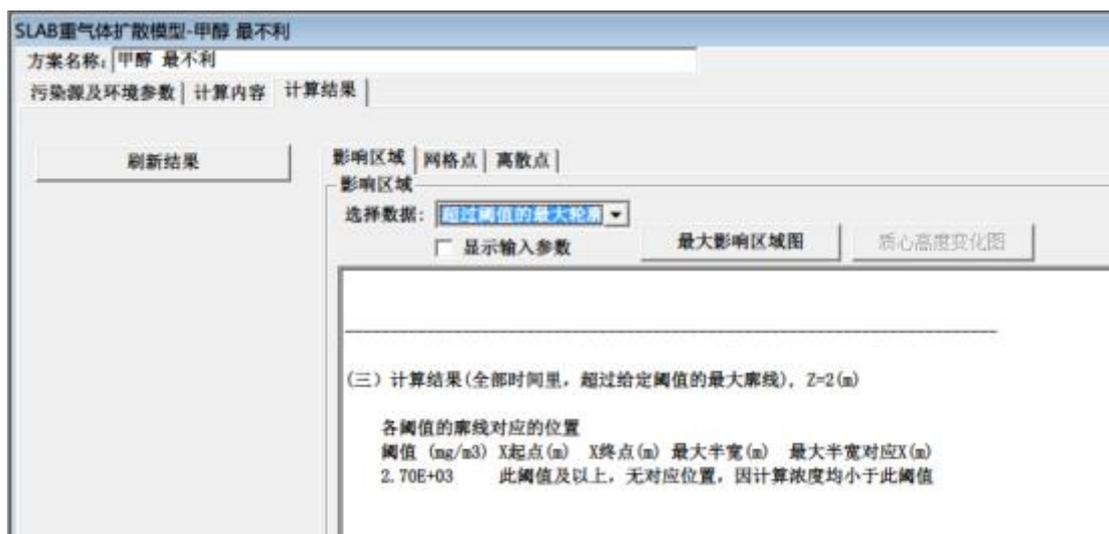 SLAB重气体扩散模型-甲醇 最不利
方案名称: 甲醇 最不利
污染源及环境参数 计算内容 计算结果
刷新结果
影响区域 网格点 离散点
影响区域
选择数据: 超过阈值的最大轮廓
显示输入参数
最大影响区域图 质心高度变化图
(三) 计算结果(全部时间里, 超过给定阈值的最大廓线), Z=2(m)
各阈值的廓线对应的位置
阈值 (mg/m3) X起点(m) X终点(m) 最大半宽(m) 最大半宽对应X(m)
2.70E+03 此阈值及以上, 无对应位置, 因计算浓度均小于此阈值